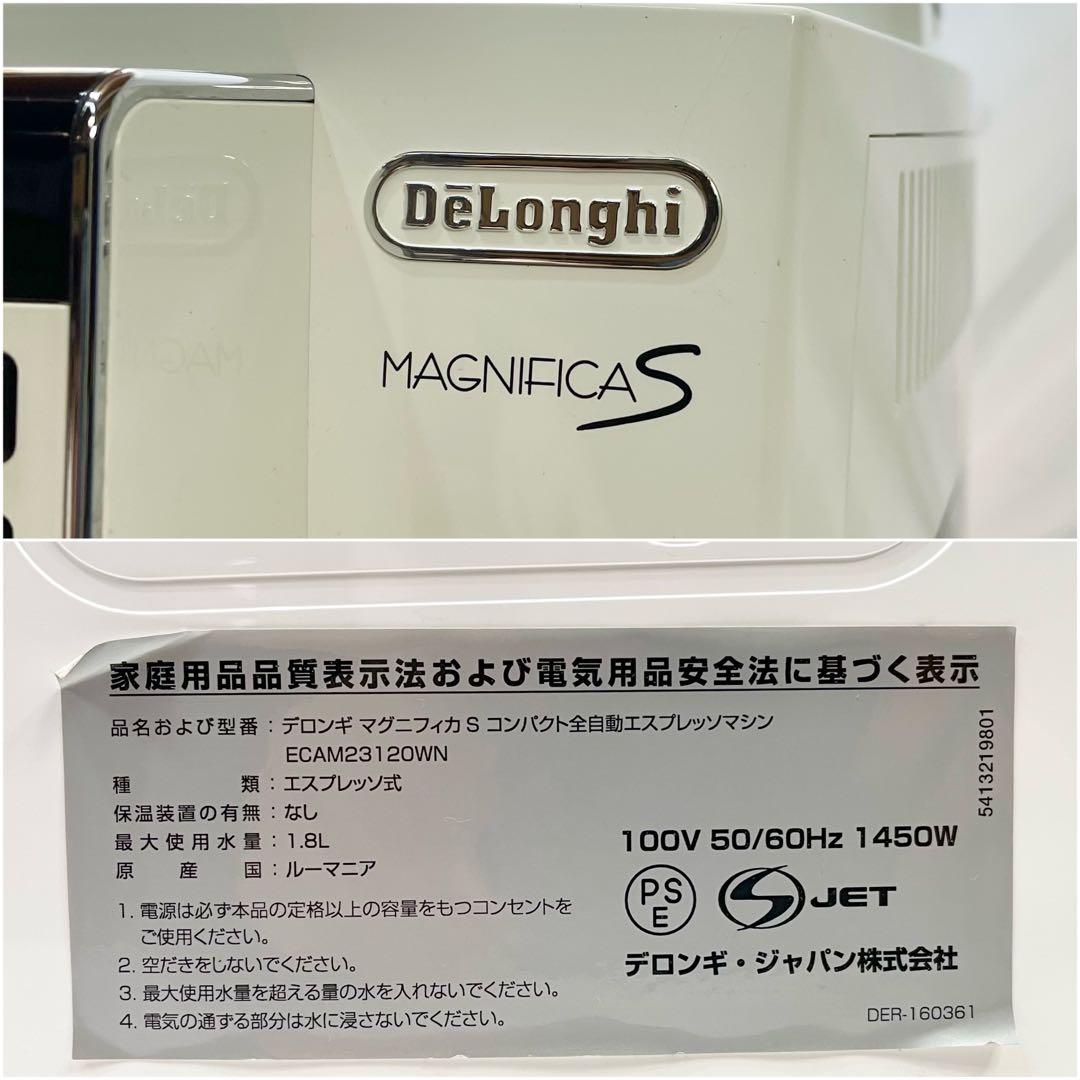 DēLonghi
MAGNIFICA S
家庭用品品質表示法および電気用品安全法に基づく表示
品名および型番：デロンギ マグニフィカ S コンパクト全自動エスプレッソマシン
ECAM23120WN
種類：エスプレッソ式
保温装置の有無：なし
最大使用水量：1.8L
原産国：ルーマニア
1. 電源は必ず本品の定格以上の容量をもつコンセントを
ご使用ください。
2. 空だきをしないでください。
3. 最大使用水量を超える量の水を入れないでください。
4. 電気の通ずる部分は水に浸さないでください。
100V 50/60Hz 1450W
PS
E
S JET
デロンギ・ジャパン株式会社
DER-160361
5413219801